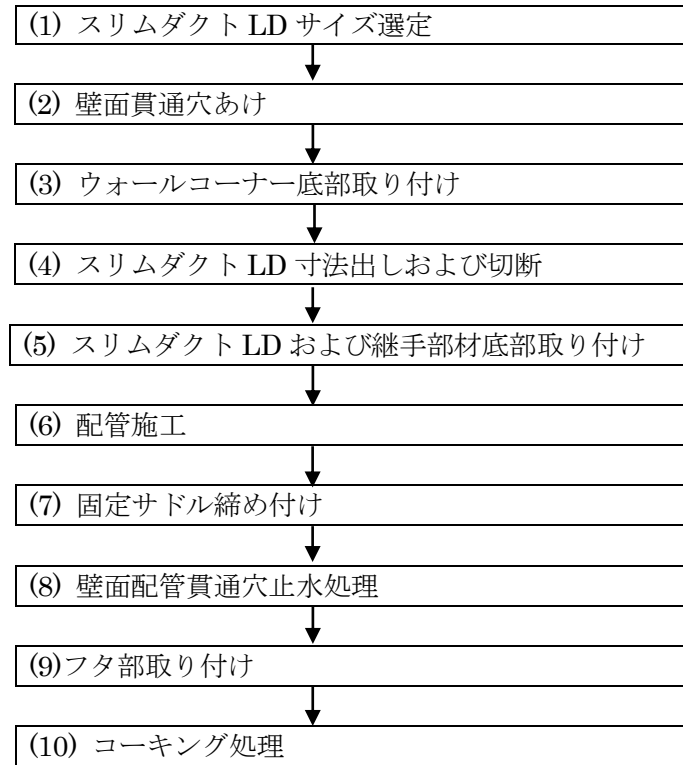 (1) スリムダクト LD サイズ選定
(2) 壁面貫通穴あけ
(3) ウォールコーナー底部取り付け
(4) スリムダクト LD 寸法出しおよび切断
(5) スリムダクト LD および継手部材底部取り付け
(6) 配管施工
(7) 固定サドル締め付け
(8) 壁面配管貫通穴止水処理
(9)フタ部取り付け
(10) コーキング処理